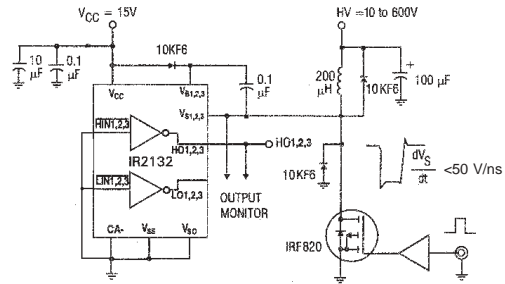 V_CC = 15V
HV =10 to 600V
10KF6
10 μF
0.1 μF
0.1 μF
200 μH
10 KF6
+
100 μF
V_CC
V_B1,2,3
V_S1,2,3
HIN1,2,3
HO1,2,3
HO1,2,3
IR2132
LIN1,2,3
LO1,2,3
OUTPUT MONITOR
10KF6
dV_S
dt
<50 V/ns
CA-
V_SS
V_SO
IRF820